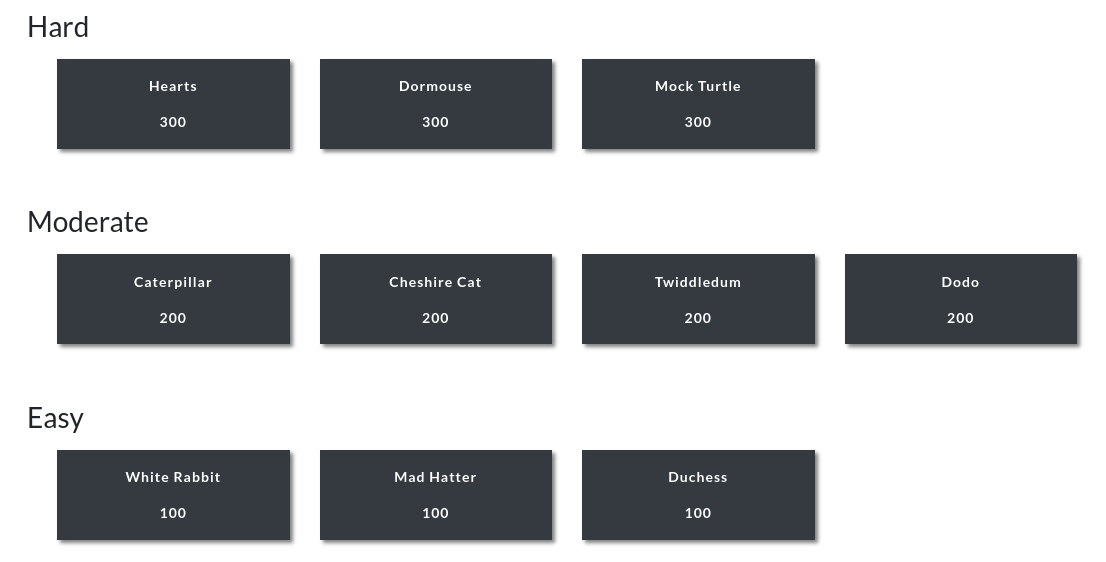 Hard
Hearts
300
Dormouse
300
Mock Turtle
300
Moderate
Caterpillar
200
Cheshire Cat
200
Twiddledum
200
Dodo
200
Easy
White Rabbit
100
Mad Hatter
100
Duchess
100